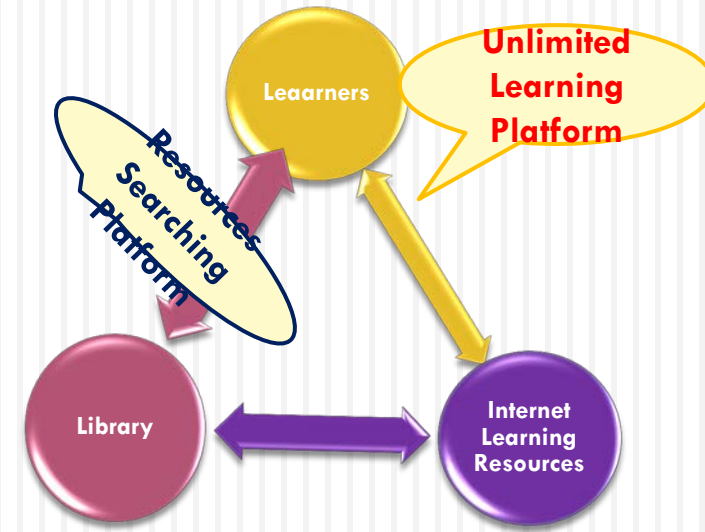 Unlimited
Learning
Platform
Leaarners
Resources
Searching
Platform
Library
Internet
Learning
Resources